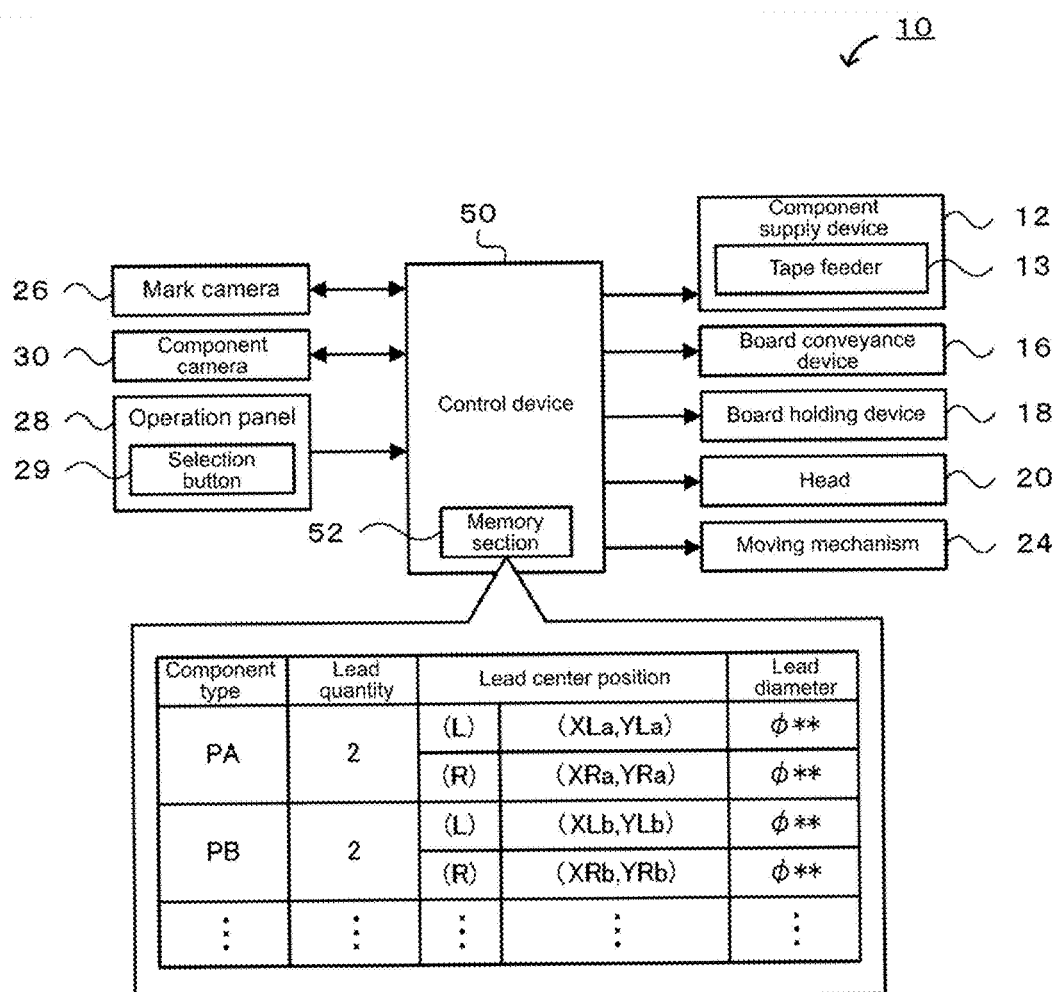 10
50
Component
supply device
12
Tape feeder
13
26
Mark camera
30
Component
camera
28
Operation panel
29
Selection
button
Control device
52
Memory
section
Board conveyance
device
16
Board holding device
18
Head
20
Moving mechanism
24
Component
type
Lead
quantity
Lead center position
Lead
diameter
PA
2
(L)
(XLa,YLa)
ϕ**
(R)
(XRa,YRa)
ϕ**
PB
2
(L)
(XLb,YLb)
ϕ**
(R)
(XRb,YRb)
ϕ**